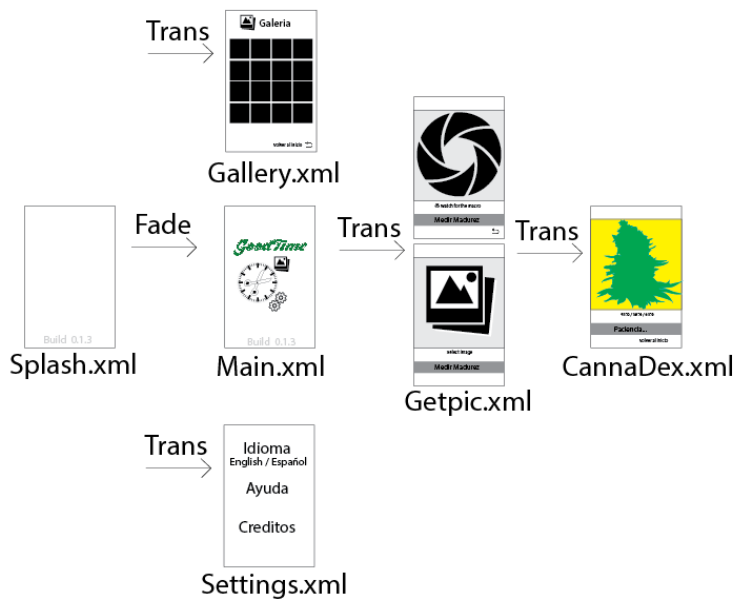 Trans
Galeria
volver al inicio
Gallery.xml
Fade
Trans
Medir Madurez
Trans
GoodTime
select image
Medir Madurez
Paciencia...
volver al inicio
Build 0.1.3
Build 0.1.3
Splash.xml
Main.xml
Getpic.xml
CannaDex.xml
Trans
Idioma
English / Español
Ayuda
Creditos
Settings.xml